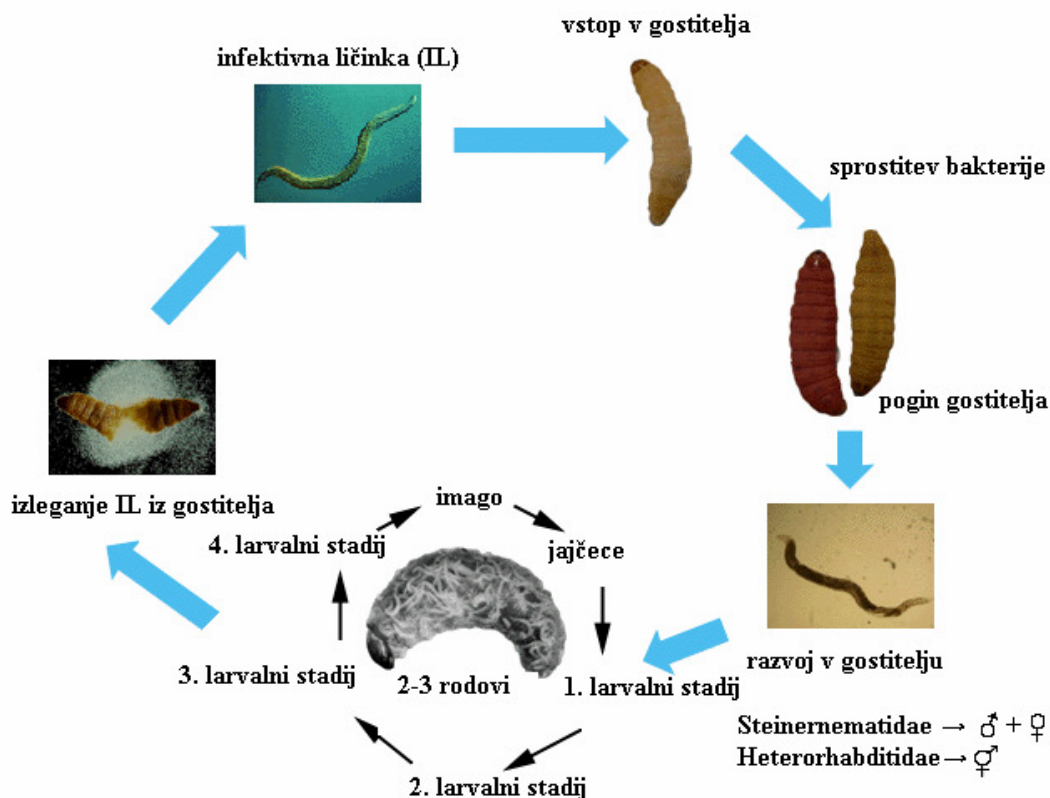 vstop v gostitelja
infektivna ličinka (IL)
sprostitev bakterije
pogin gostitelja
razvoj v gostitelju
Steinernematidae → ♂ + ♀
Heterorhabditidae → ⚥
izleganje IL iz gostitelja
imago
4. larvalni stadij
jajčece
3. larvalni stadij
2-3 rodovi
1. larvalni stadij
2. larvalni stadij